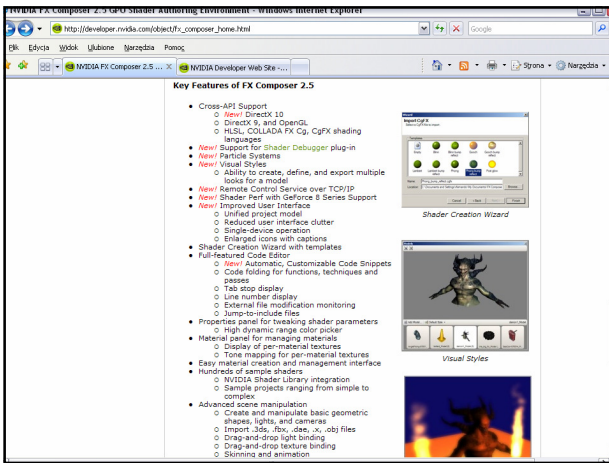 NVIDIA FX Composer 2.5 GPU Shader Authoring Environment - Windows Internet Explorer
http://developer.nvidia.com/object/fx_composer_home.html
Google
Plik Edycja Widok Ulubione Narzędzia Pomoc
NVIDIA FX Composer 2.5 ... X NVIDIA Developer Web Site -...
Strona Narzędzia
Key Features of FX Composer 2.5
Cross-API Support
New! DirectX 10
DirectX 9, and OpenGL
HLSL, COLLADA FX Cg, CgFX shading
languages
New! Support for Shader Debugger plug-in
New! Particle Systems
New! Visual Styles
Ability to create, define, and export multiple
looks for a model
New! Remote Control Service over TCP/IP
New! Shader Perf with GeForce 8 Series Support
New! Improved User Interface
Unified project model
Reduced user interface clutter
Single-device operation
Enlarged icons with captions
Shader Creation Wizard with templates
Full-featured Code Editor
New! Automatic, Customizable Code Snippets
Code folding for functions, techniques and
passes
Tab stop display
Line number display
External file modification monitoring
Jump-to-include files
Properties panel for tweaking shader parameters
High dynamic range color picker
Material panel for managing materials
Display of per-material textures
Tone mapping for per-material textures
Easy material creation and management interface
Hundreds of sample shaders
NVIDIA Shader Library integration
Sample projects ranging from simple to
complex
Advanced scene manipulation
Create and manipulate basic geometric
shapes, lights, and cameras
Import .3ds, .fbx, .dae, .x, .obj files
Drag-and-drop light binding
Drag-and-drop texture binding
Skinning and animation
Import CgFX
Templates
Empty
Name
Location
Browse...
Cancel < Back Next > Finish
Shader Creation Wizard
Visual Styles